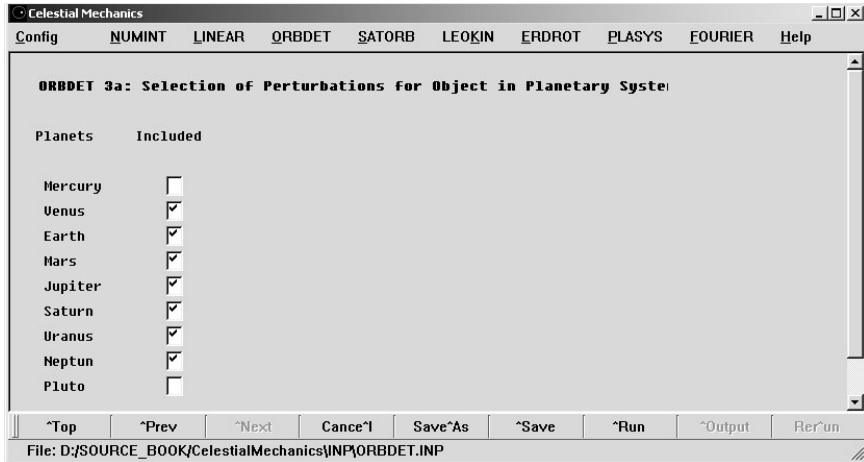 Celestial Mechanics
Config NUMINT LINEAR ORBDET SATORB LEOKIN ERDROT PLASYS FOURIER Help
ORBDET 3a: Selection of Perturbations for Object in Planetary System
Planets Included
Mercury
Venus
Earth
Mars
Jupiter
Saturn
Uranus
Neptun
Pluto
^Top ^Prev ^Next Cance^l Save^As ^Save ^Run ^Output Rer^un
File: D:/SOURCE_BOOK/CelestialMechanics\INP\ORBDET.INP